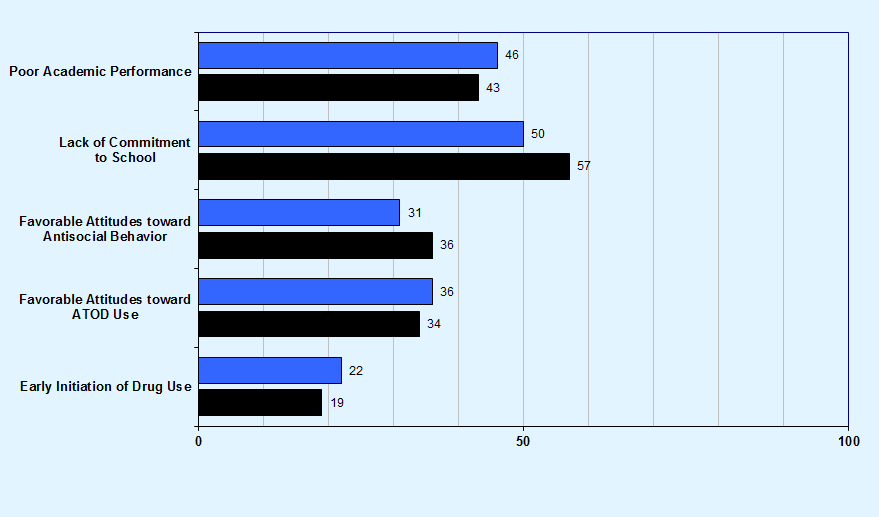 Poor Academic Performance
46
43
Lack of Commitment
to School
50
57
Favorable Attitudes toward
Antisocial Behavior
31
36
Favorable Attitudes toward
ATOD Use
36
34
Early Initiation of Drug Use
22
19
0
50
100